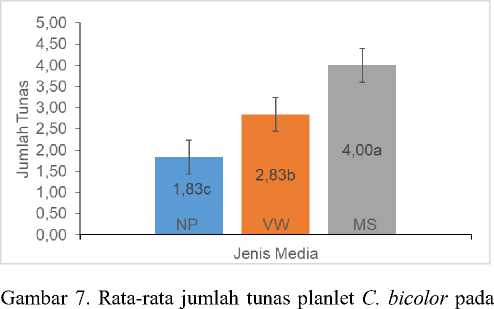 5,00
4,50
4,00
3,50
3,00
2,50
2,00
1,50
1,00
0,50
0,00
Jumlah Tunas
1,83c
2,83b
4,00a
NP
VW
MS
Jenis Media
Gambar 7. Rata-rata jumlah tunas planlet C. bicolor pada